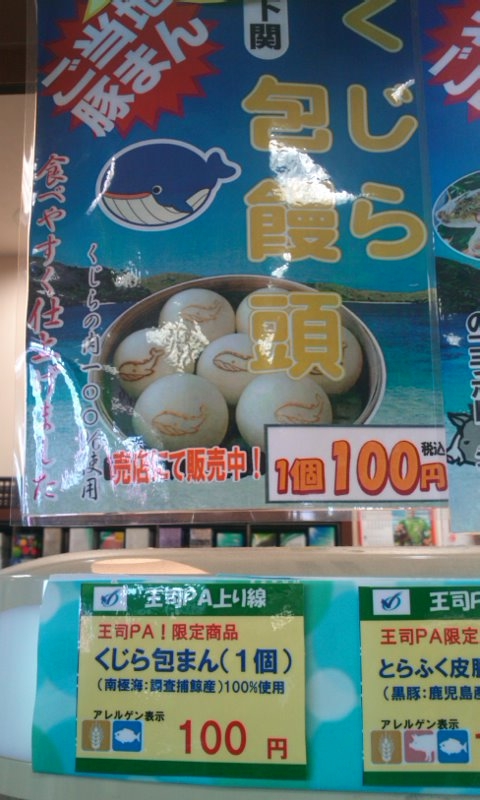 ご当地
豚まん
下関
くじら
包饅頭
くじらの肉一〇〇%使用
食べやすく仕上げました
売店にて販売中！
1個100円
税込
王司PA上り線
王司PA！限定商品
くじら包まん（1個）
（南極海：調査捕鯨産）100%使用
アレルゲン表示
100円
王司P
王司PA限定
とらふく皮
（黒豚：鹿児島
アレルゲン表示